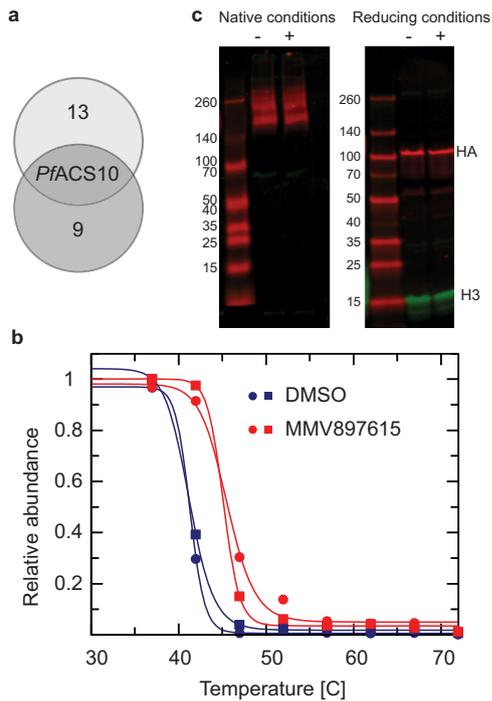 a
13
PfACS10
9
c
Native conditions
- +
260
140
100
70
50
40
35
25
15
Reducing conditions
- +
260
140
100
70
50
40
35
25
15
HA
H3
b
DMSO
MMV897615
Relative abundance
1
0.8
0.6
0.4
0.2
30 40 50 60 70
Temperature [C]